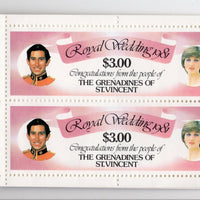 Royal Wedding 1981
$3.00
Congratulations from the people of
THE GRENADINES OF
ST.VINCENT
Royal Wedding 1981
$3.00
Congratulations from the people of
THE GRENADINES OF
ST.VINCENT